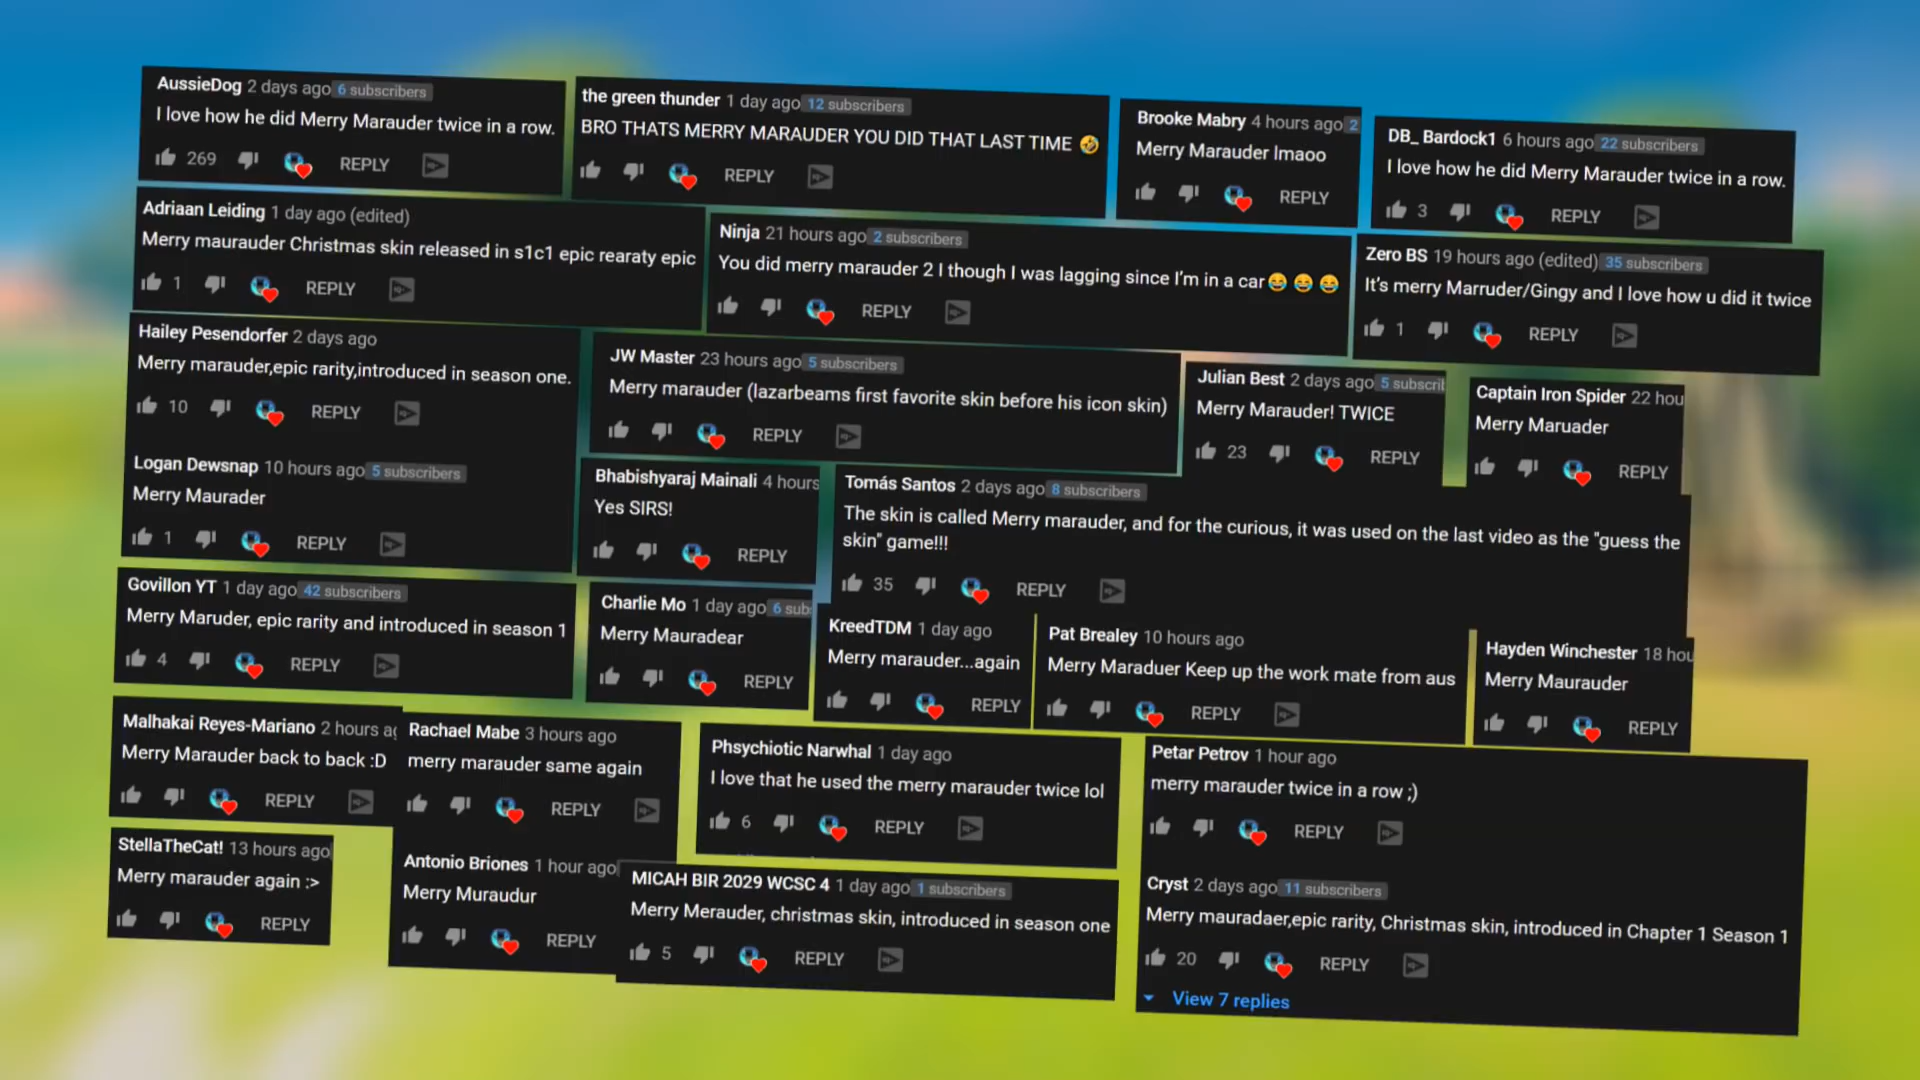 AussieDog 2 days ago 6 subscribers
I love how he did Merry Marauder twice in a row.
269 REPLY
the green thunder 1 day ago 12 subscribers
BRO THATS MERRY MARAUDER YOU DID THAT LAST TIME 🤣
REPLY
Brooke Mabry 4 hours ago 2
Merry Marauder lmaoo
REPLY
DB_ Bardock1 6 hours ago 22 subscribers
I love how he did Merry Marauder twice in a row.
3 REPLY
Adriaan Leiding 1 day ago (edited)
Merry maurauder Christmas skin released in s1c1 epic rearaty epic
1 REPLY
Ninja 21 hours ago 2 subscribers
You did merry marauder 2 I though I was lagging since I'm in a car😂 😂 😂
REPLY
Zero BS 19 hours ago (edited) 35 subscribers
It's merry Marruder/Gingy and I love how u did it twice
1 REPLY
Hailey Pesendorfer 2 days ago
Merry marauder,epic rarity,introduced in season one.
10 REPLY
JW Master 23 hours ago 5 subscribers
Merry marauder (lazarbeams first favorite skin before his icon skin)
REPLY
Julian Best 2 days ago 5 subscri
Merry Marauder! TWICE
23 REPLY
Captain Iron Spider 22 hou
Merry Maruader
REPLY
Logan Dewsnap 10 hours ago 5 subscribers
Merry Maurader
1 REPLY
Bhabishyaraj Mainali 4 hours
Yes SIRS!
REPLY
Tomás Santos 2 days ago 8 subscribers
The skin is called Merry marauder, and for the curious, it was used on the last video as the "guess the
skin" game!!!
35 REPLY
Govillon YT 1 day ago 42 subscribers
Merry Maruder, epic rarity and introduced in season 1
4 REPLY
Charlie Mo 1 day ago 6 sub
Merry Mauradear
REPLY
KreedTDM 1 day ago
Merry marauder...again
REPLY
Pat Brealey 10 hours ago
Merry Maraduer Keep up the work mate from aus
REPLY
Hayden Winchester 18 hou
Merry Maurauder
REPLY
Malhakai Reyes-Mariano 2 hours ag
Merry Marauder back to back :D
REPLY
Rachael Mabe 3 hours ago
merry marauder same again
REPLY
Phsychiotic Narwhal 1 day ago
I love that he used the merry marauder twice lol
6 REPLY
Petar Petrov 1 hour ago
merry marauder twice in a row ;)
REPLY
StellaTheCat! 13 hours ago
Merry marauder again :>
REPLY
Antonio Briones 1 hour ago
Merry Muraudur
REPLY
MICAH BIR 2029 WCSC 4 1 day ago 1 subscribers
Merry Merauder, christmas skin, introduced in season one
5 REPLY
Cryst 2 days ago 11 subscribers
Merry mauradaer,epic rarity, Christmas skin, introduced in Chapter 1 Season 1
20 REPLY
View 7 replies